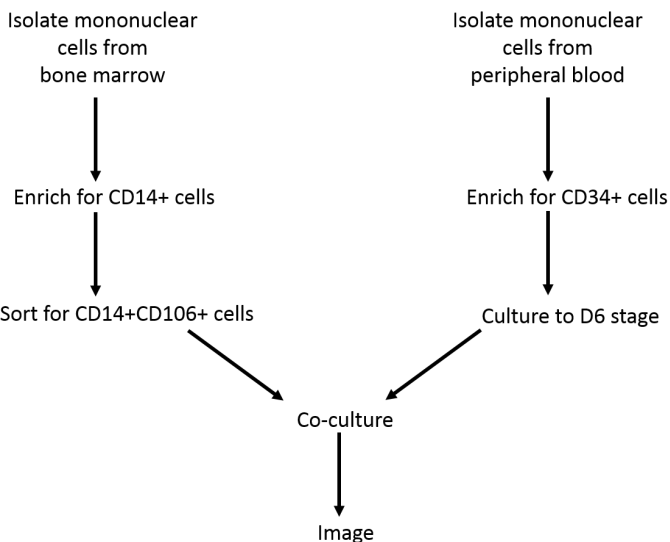 Isolate mononuclear
cells from
bone marrow
Isolate mononuclear
cells from
peripheral blood
Enrich for CD14+ cells
Enrich for CD34+ cells
Sort for CD14+CD106+ cells
Culture to D6 stage
Co-culture
Image